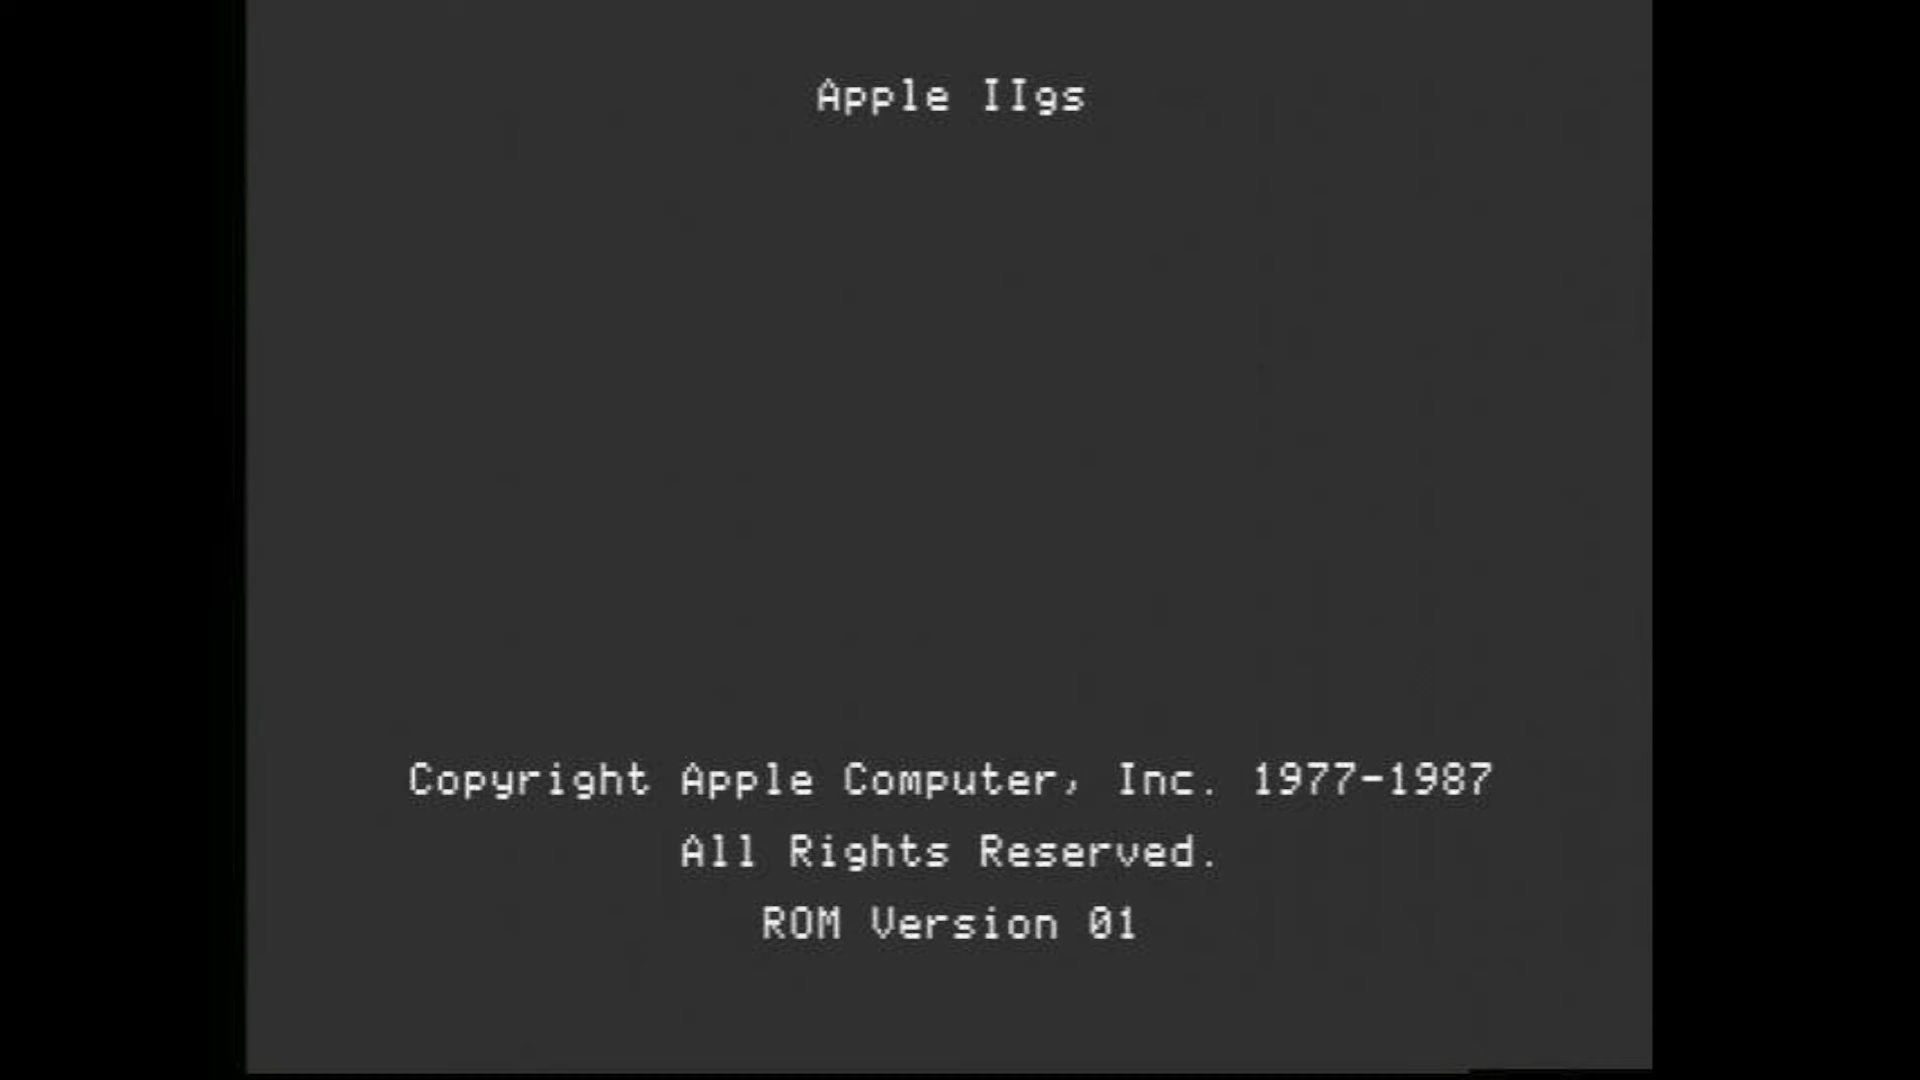 Apple IIgs
Copyright Apple Computer, Inc. 1977-1987
All Rights Reserved.
ROM Version 01